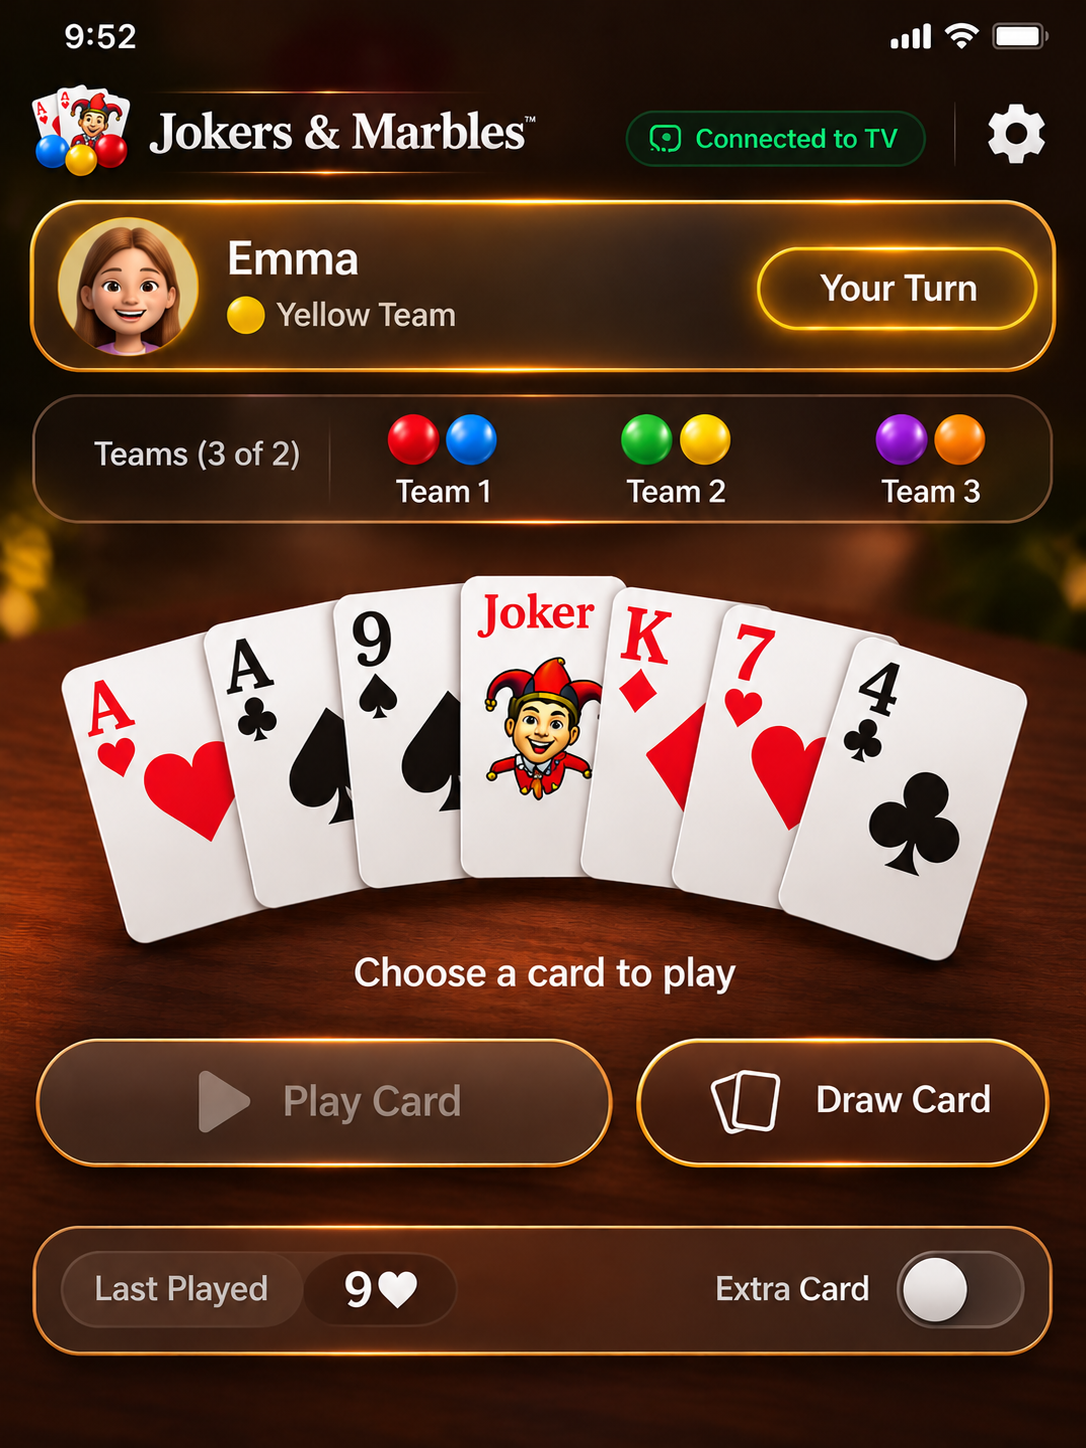 9:52
Jokers & Marbles™
Connected to TV
Emma
Yellow Team
Your Turn
Teams (3 of 2)
Team 1
Team 2
Team 3
A
A
9
Joker
K
7
4
Choose a card to play
Play Card
Draw Card
Last Played
9
Extra Card